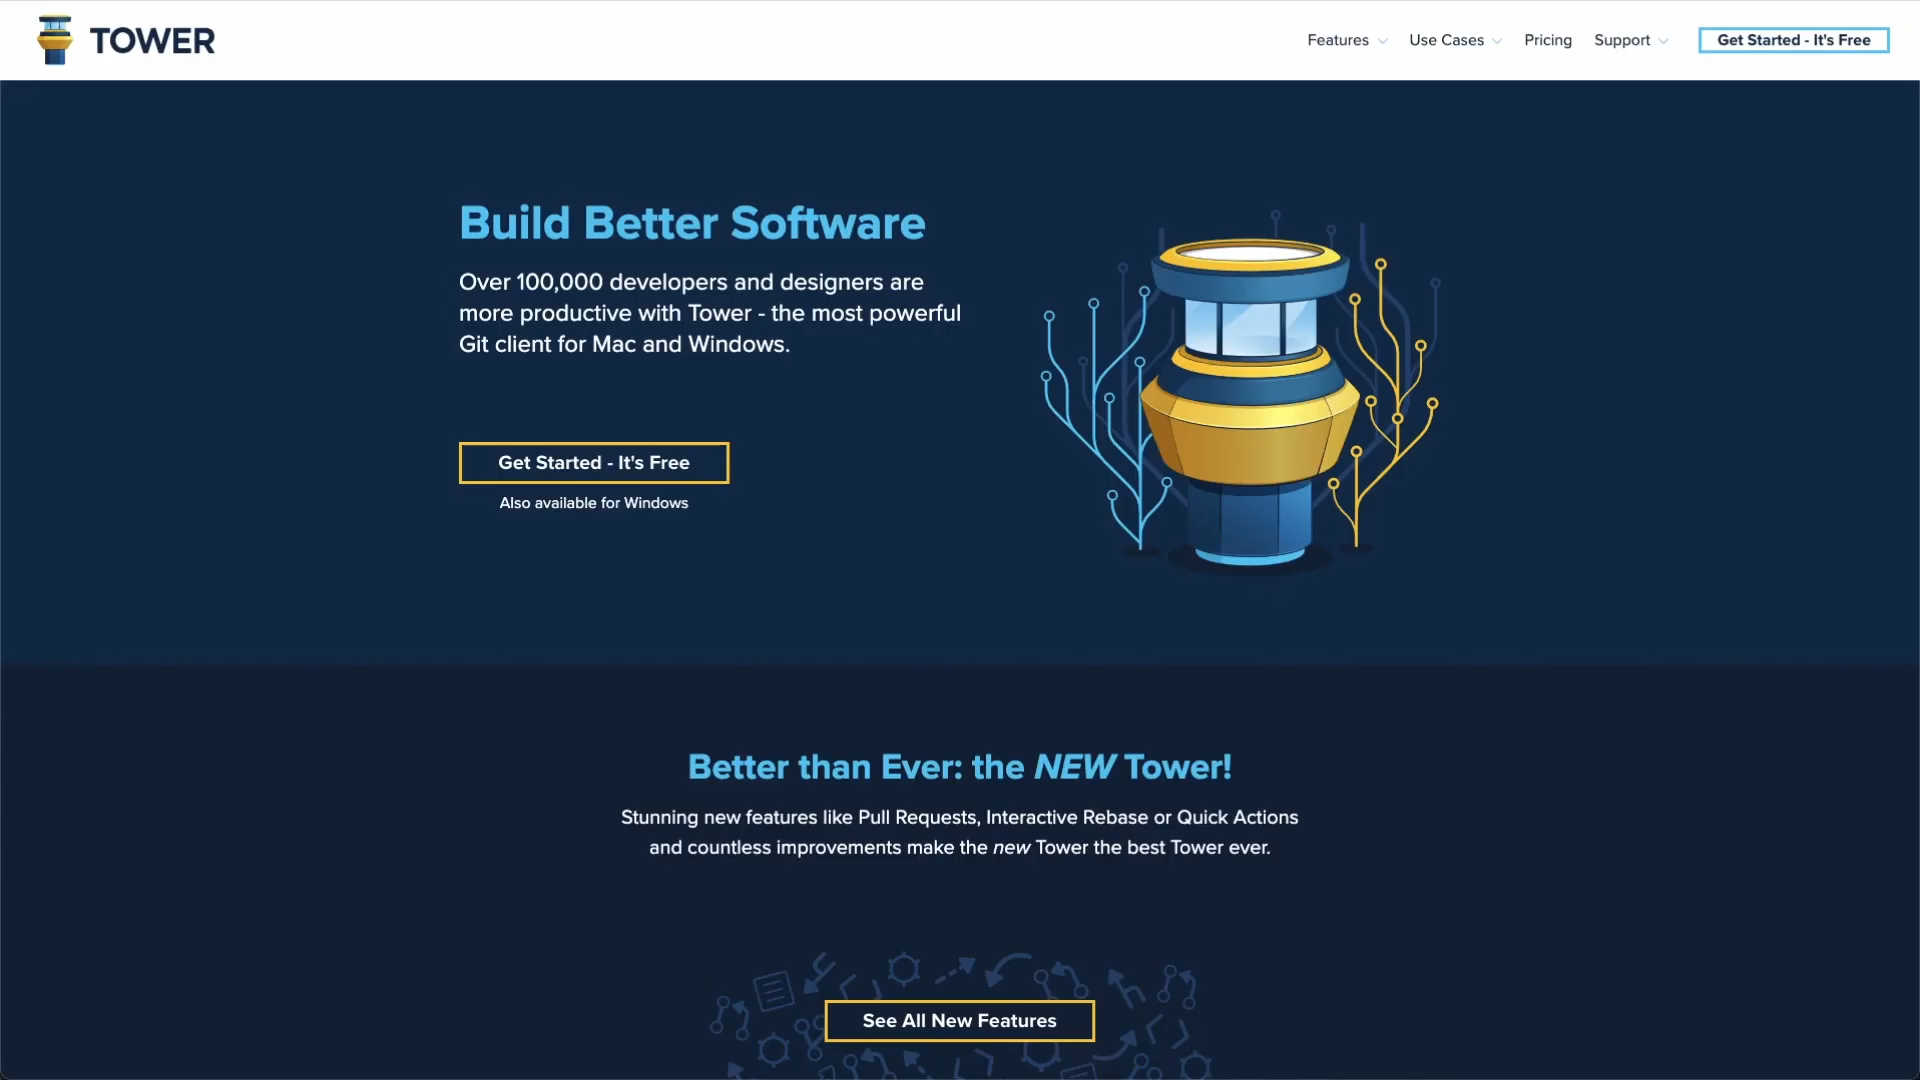 TOWER
Features
Use Cases
Pricing
Support
Get Started - It's Free
Build Better Software
Over 100,000 developers and designers are
more productive with Tower - the most powerful
Git client for Mac and Windows.
Get Started - It's Free
Also available for Windows
Better than Ever: the NEW Tower!
Stunning new features like Pull Requests, Interactive Rebase or Quick Actions
and countless improvements make the new Tower the best Tower ever.
See All New Features